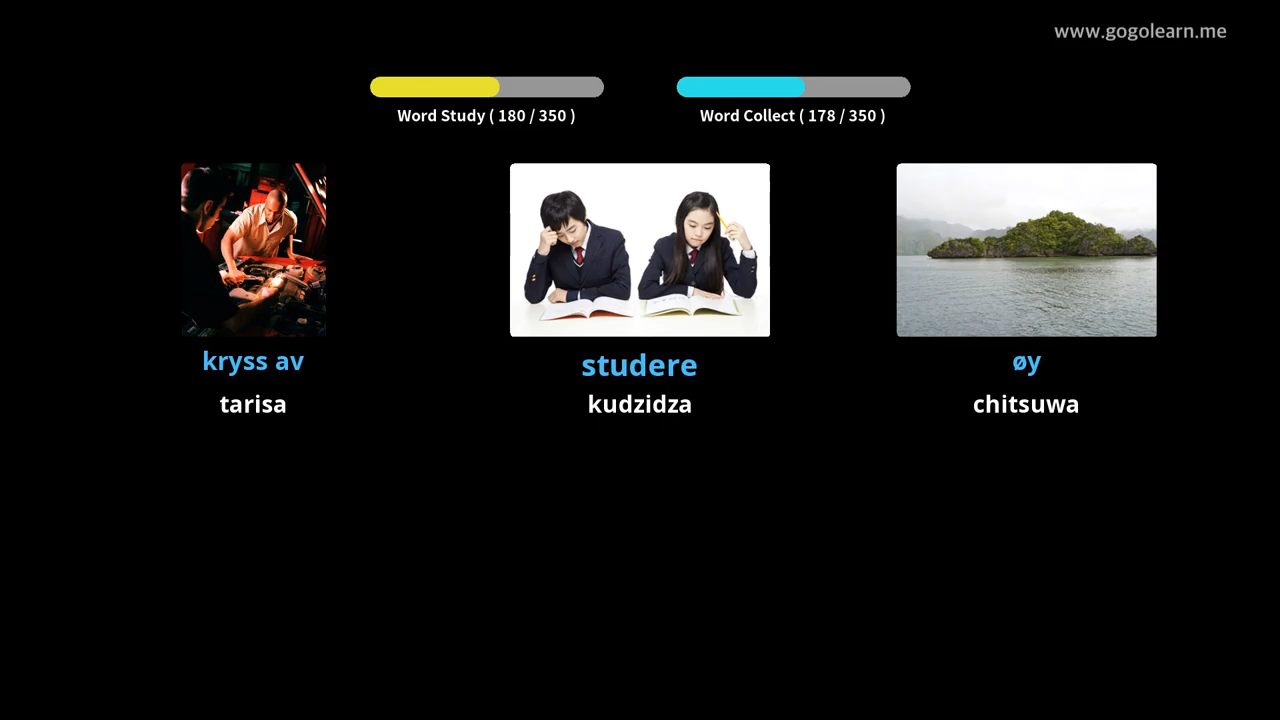 www.gogolearn.me
Word Study ( 180 / 350 )
Word Collect ( 178 / 350 )
kryss av
studere
øy
tarisa
kudzidza
chitsuwa